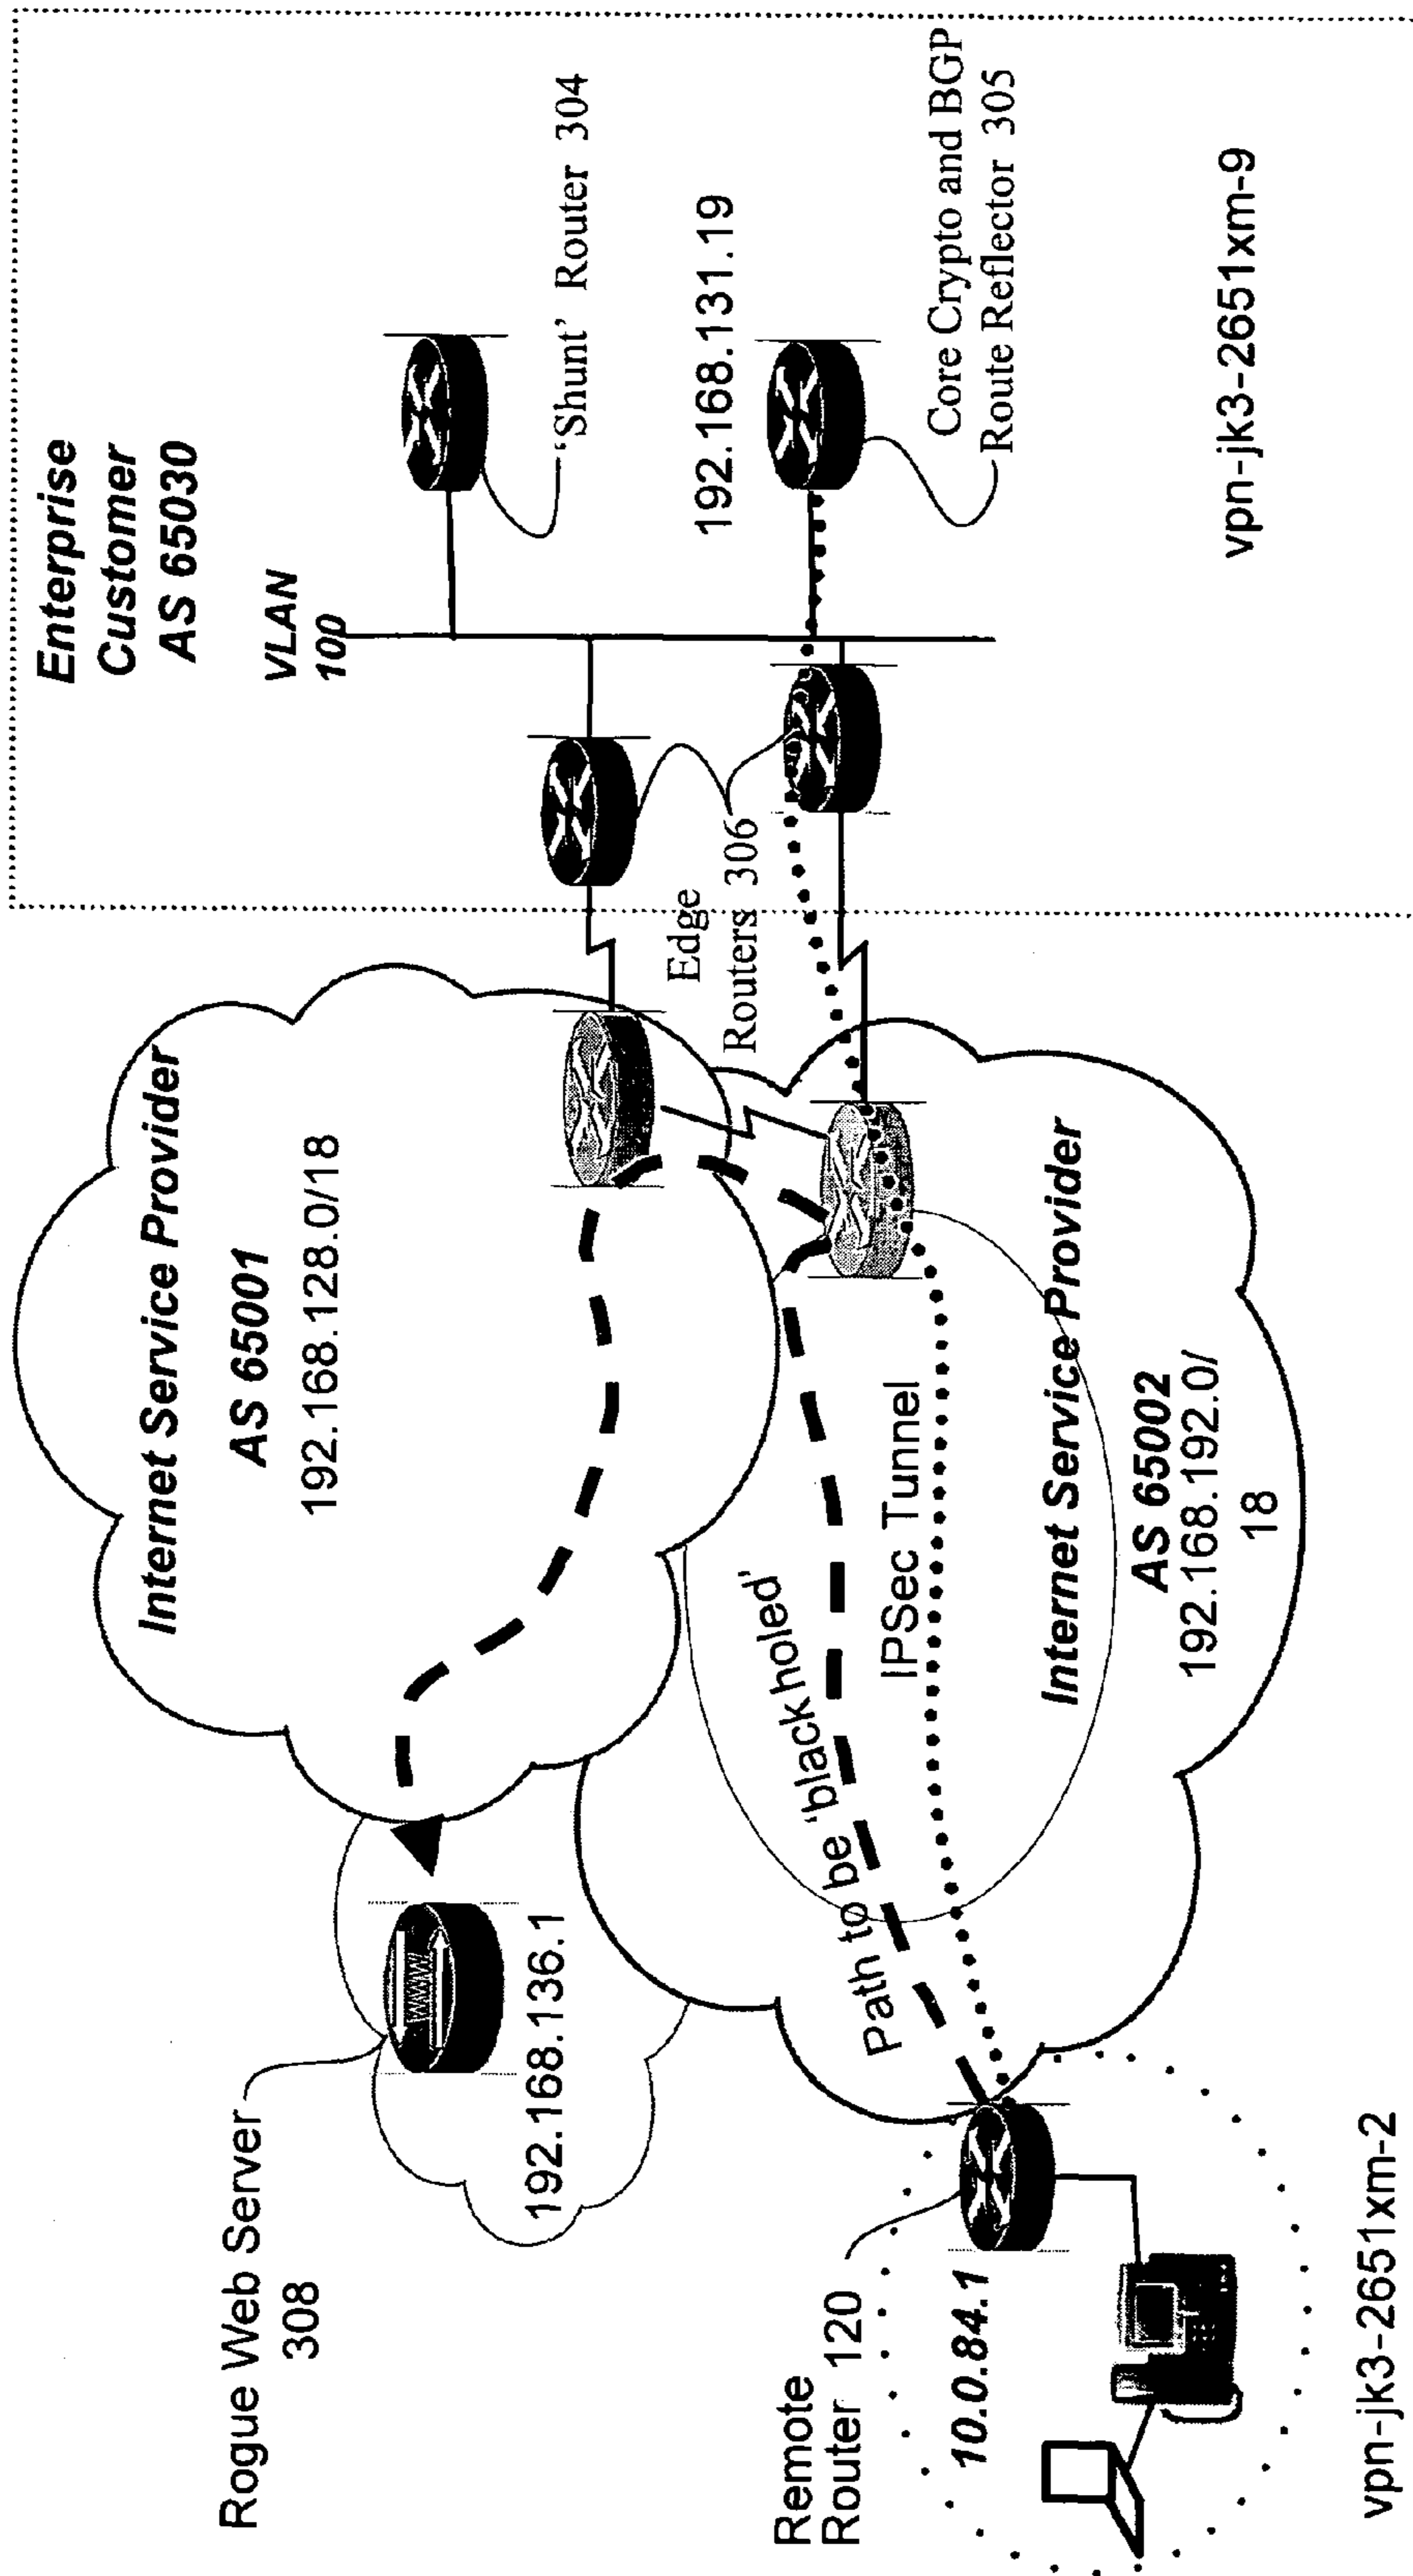 Enterprise
Customer
AS 65030
VLAN
100
'Shunt' Router 304
192.168.131.19
Core Crypto and BGP
Route Reflector 305
vpn-jk3-2651xm-9
Edge
Routers 306
Internet Service Provider
AS 65001
192.168.128.0/18
Internet Service Provider
AS 65002
192.168.192.0/
18
IPSec Tunnel
Path to be 'black holed'
Rogue Web Server
308
WWW
192.168.136.1
Remote
Router 120
10.0.84.1
vpn-jk3-2651xm-2